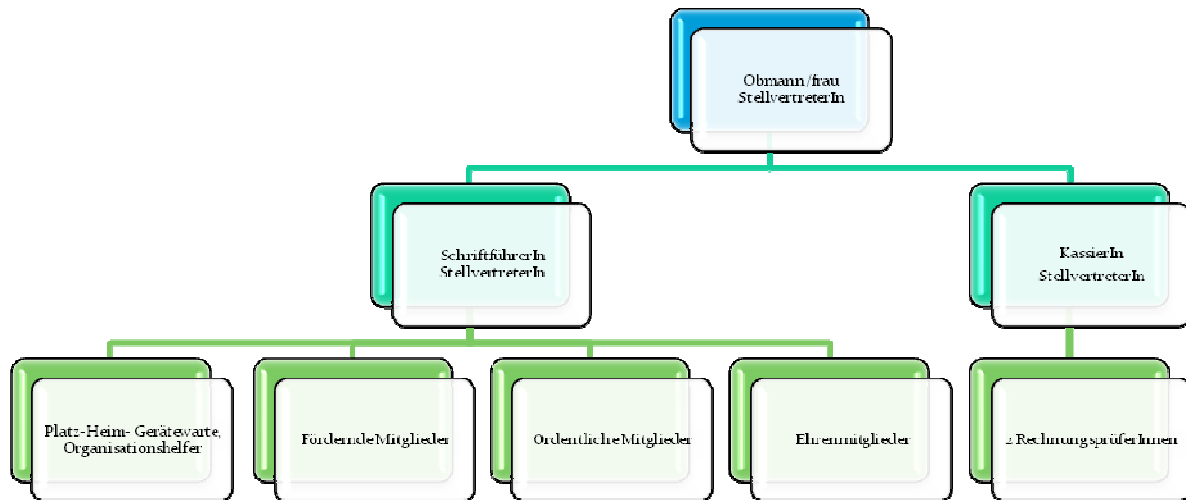 Obmann/frau
StellvertreterIn
SchriftführerIn
StellvertreterIn
KassierIn
StellvertreterIn
Platz-Heim- Gerätewarte,
Organisationshelfer
Fördernde Mitglieder
Ordentliche Mitglieder
Ehrenmitglieder
2 RechnungsprüferInnen